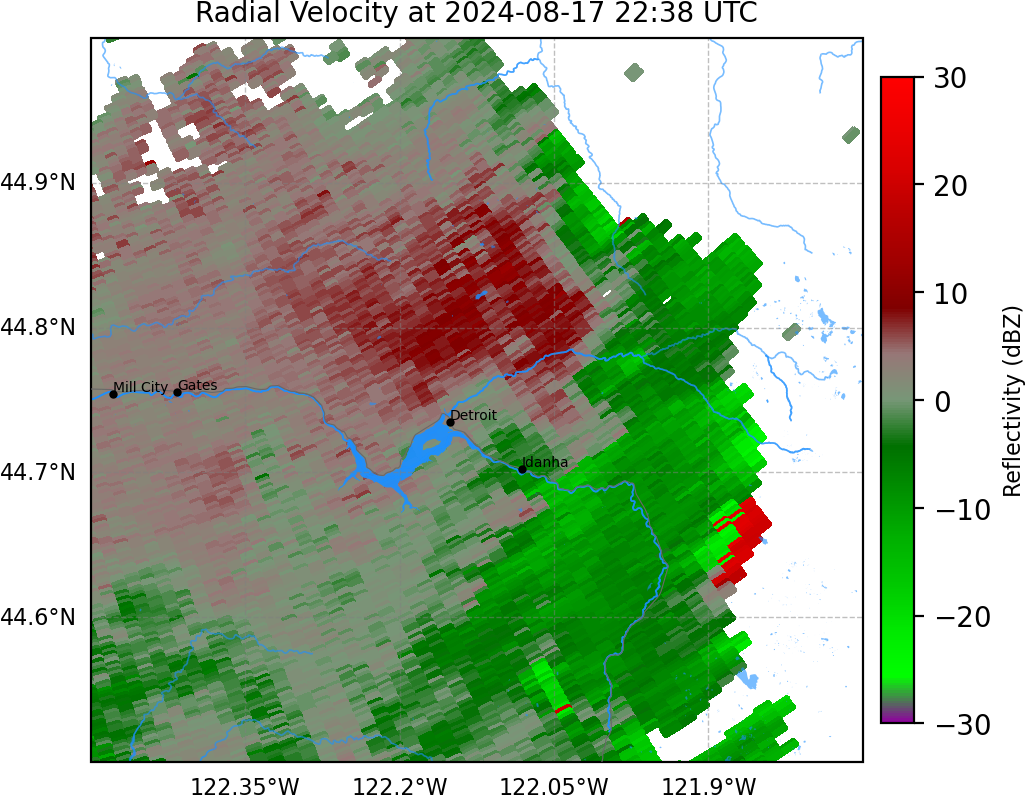 Radial Velocity at 2024-08-17 22:38 UTC
30
20
10
0
−10
−20
−30
Reflectivity (dBZ)
44.9°N
44.8°N
44.7°N
44.6°N
Mill City
Gates
Detroit
Idanha
122.35°W
122.2°W
122.05°W
121.9°W